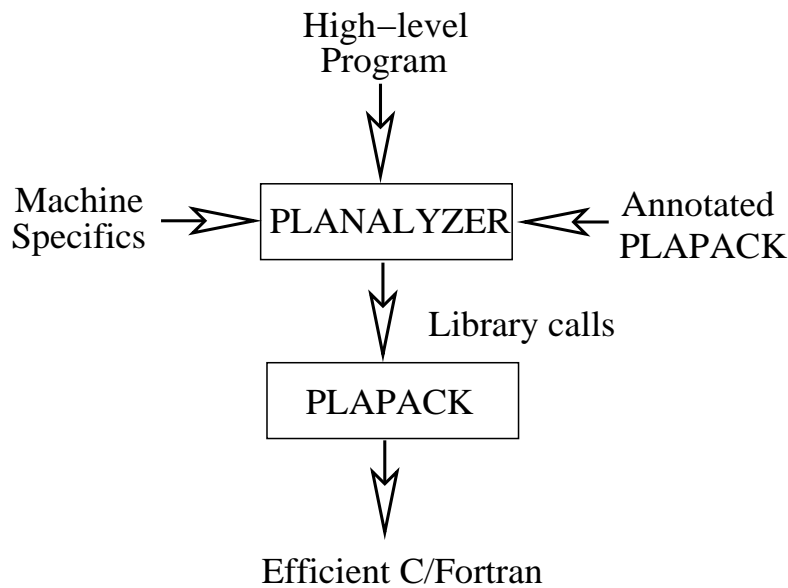 High–level
Program
Machine
Specifics
PLANALYZER
Annotated
PLAPACK
Library calls
PLAPACK
Efficient C/Fortran